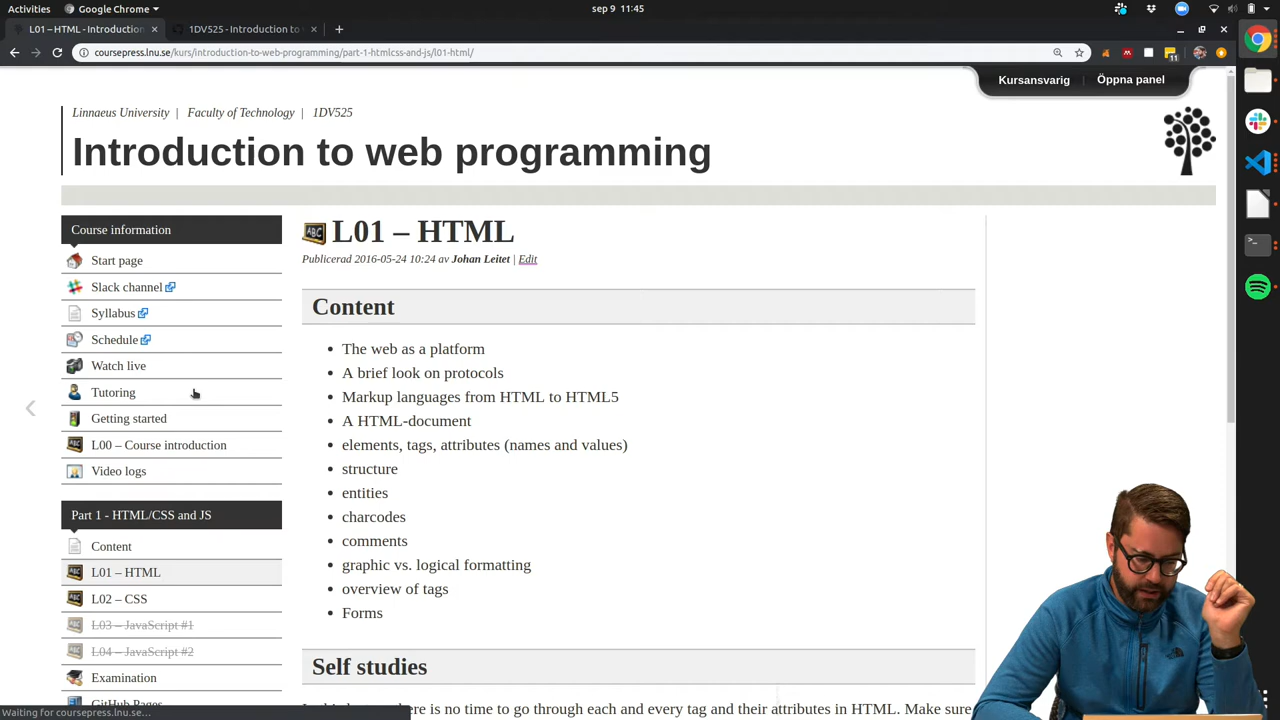 Activities
Google Chrome
sep 9 11:45
L01 – HTML - Introduction
1DV525 - Introduction to w
coursepress.lnu.se/kurs/introduction-to-web-programming/part-1-htmlcss-and-js/l01-html/
11
Kursansvarig
Öppna panel
Linnaeus University | Faculty of Technology | 1DV525
Introduction to web programming
Course information
Start page
Slack channel
Syllabus
Schedule
Watch live
Tutoring
Getting started
L00 – Course introduction
Video logs
Part 1 - HTML/CSS and JS
Content
L01 – HTML
L02 – CSS
L03 – JavaScript #1
L04 – JavaScript #2
Examination
GitHub Pages
ABC L01 – HTML
Publicerad 2016-05-24 10:24 av Johan Leitet | Edit
Content
The web as a platform
A brief look on protocols
Markup languages from HTML to HTML5
A HTML-document
elements, tags, attributes (names and values)
structure
entities
charcodes
comments
graphic vs. logical formatting
overview of tags
Forms
Self studies
there is no time to go through each and every tag and their attributes in HTML. Make sure
Waiting for coursepress.lnu.se…